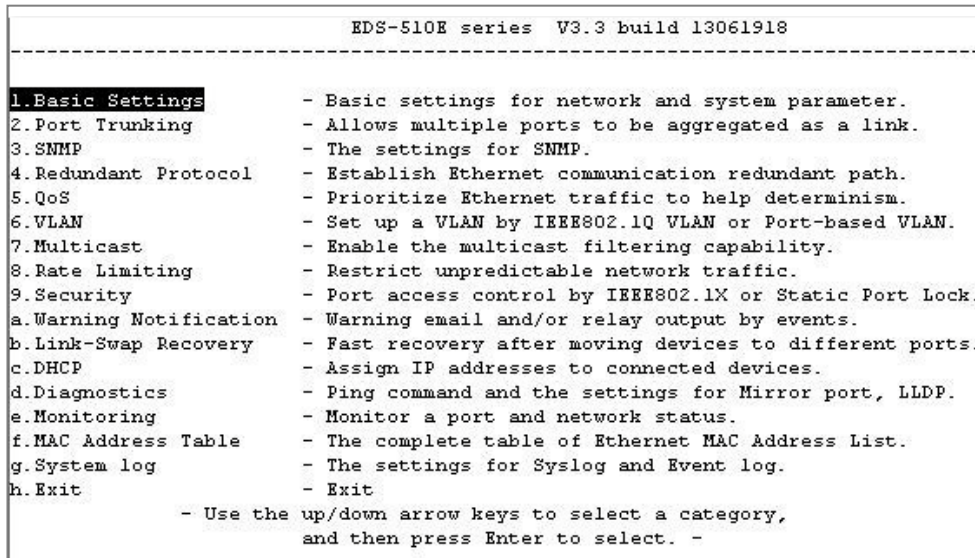 EDS-510E series V3.3 build 13061918
1.Basic Settings - Basic settings for network and system parameter.
2.Port Trunking - Allows multiple ports to be aggregated as a link.
3.SNMP - The settings for SNMP.
4.Redundant Protocol - Establish Ethernet communication redundant path.
5.QoS - Prioritize Ethernet traffic to help determinism.
6.VLAN - Set up a VLAN by IEEE802.1Q VLAN or Port-based VLAN.
7.Multicast - Enable the multicast filtering capability.
8.Rate Limiting - Restrict unpredictable network traffic.
9.Security - Port access control by IEEE802.1X or Static Port Lock.
a.Warning Notification - Warning email and/or relay output by events.
b.Link-Swap Recovery - Fast recovery after moving devices to different ports.
c.DHCP - Assign IP addresses to connected devices.
d.Diagnostics - Ping command and the settings for Mirror port, LLDP.
e.Monitoring - Monitor a port and network status.
f.MAC Address Table - The complete table of Ethernet MAC Address List.
g.System log - The settings for Syslog and Event log.
h.Exit - Exit
- Use the up/down arrow keys to select a category,
and then press Enter to select. -